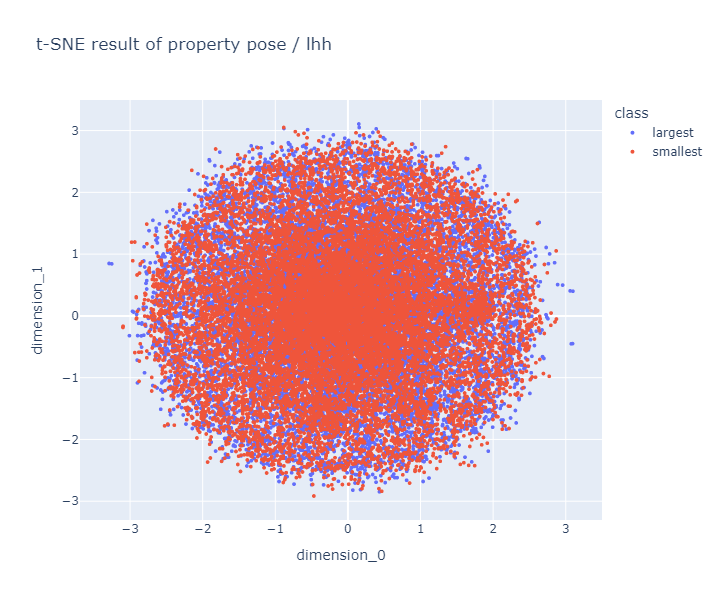 t-SNE result of property pose / lhh
class
largest
smallest
3
2
1
0
−1
−2
−3
dimension_1
−3
−2
−1
0
1
2
3
dimension_0